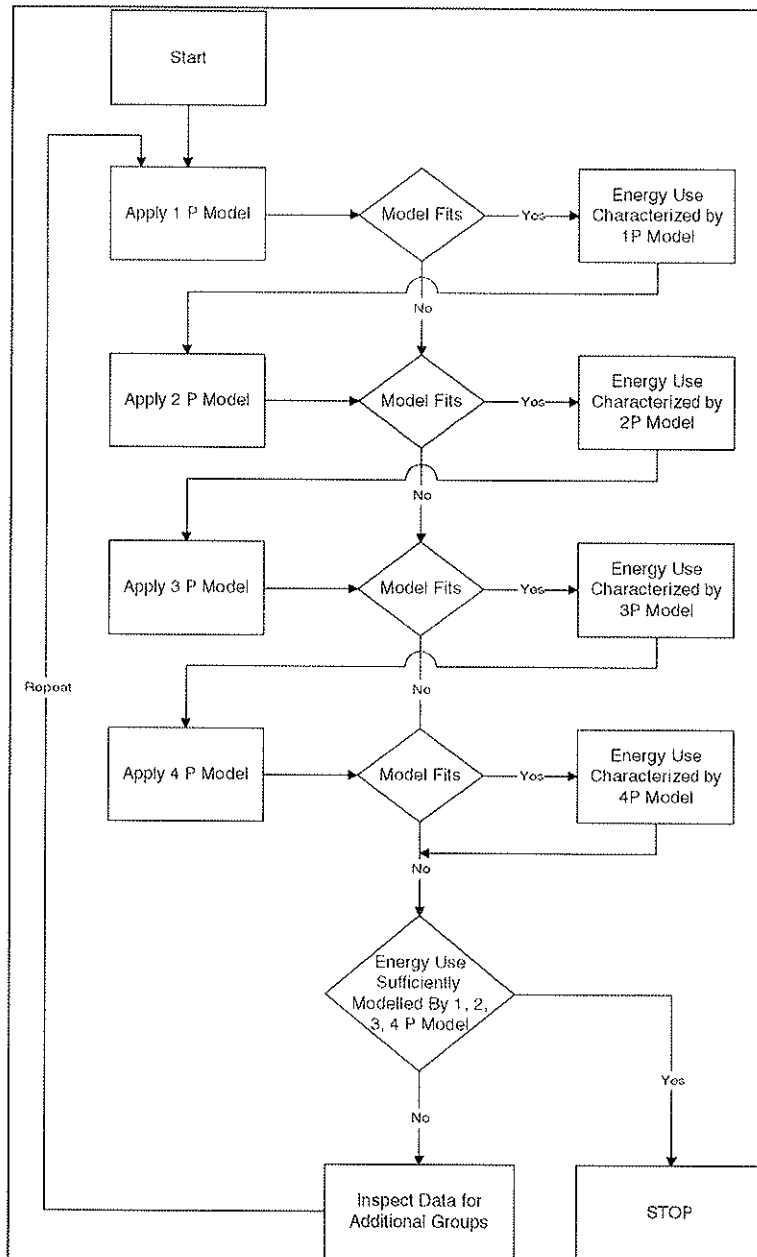 Start
Apply 1 P Model
Model Fits
Yes
Energy Use
Characterized by
1P Model
No
Apply 2 P Model
Model Fits
Yes
Energy Use
Characterized by
2P Model
No
Apply 3 P Model
Model Fits
Yes
Energy Use
Characterized by
3P Model
Repeat
No
Apply 4 P Model
Model Fits
Yes
Energy Use
Characterized by
4P Model
No
Energy Use
Sufficiently
Modelled By 1, 2,
3, 4 P Model
Yes
No
Inspect Data for
Additional Groups
STOP